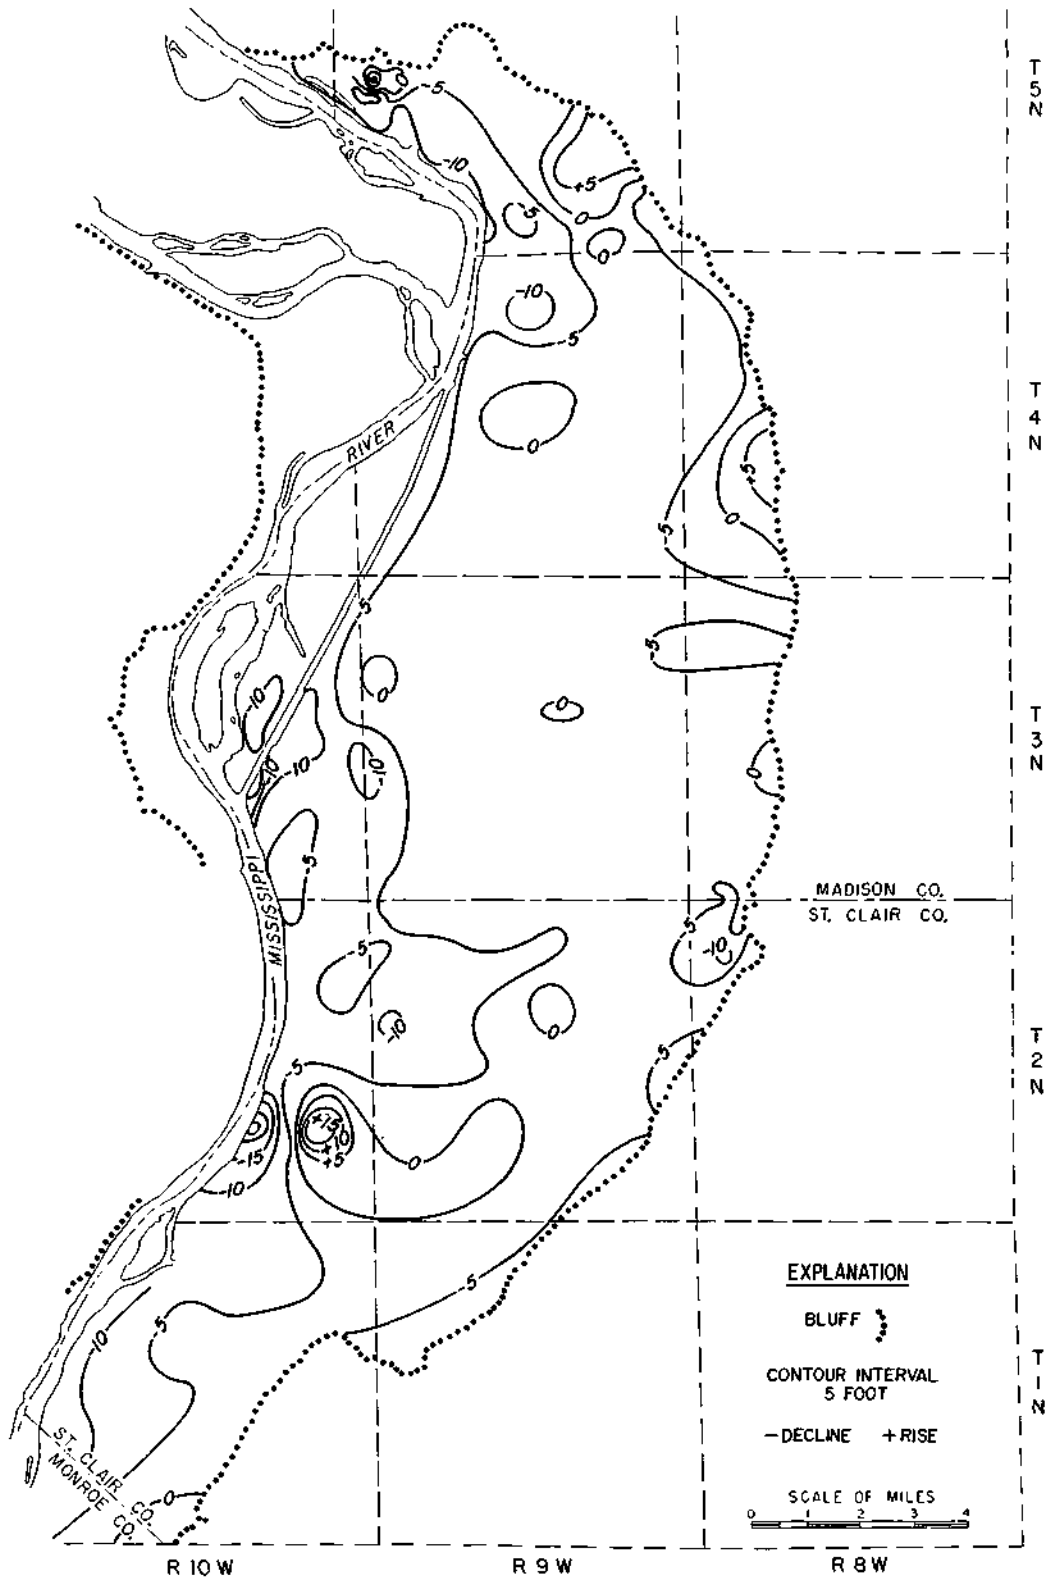 T
5
N
-5
-10
+5
0
-5
0
-10
-5
T
4
N
0
RIVER
+5
0
-5
-5
-5
0
-10
0
T
3
N
-10
-10
-10
0
-5
MISSISSIPPI
MADISON CO.
ST. CLAIR CO.
-5
-10
-5
-10
0
T
2
N
-5
-5
+15
+10
+5
-15
-10
0
-5
EXPLANATION
BLUFF
CONTOUR INTERVAL
5 FOOT
-DECLINE +RISE
SCALE OF MILES
0 1 2 3 4
T
1
N
-5
-10
ST. CLAIR CO.
MONROE CO.
0
R 10 W
R 9 W
R 8 W